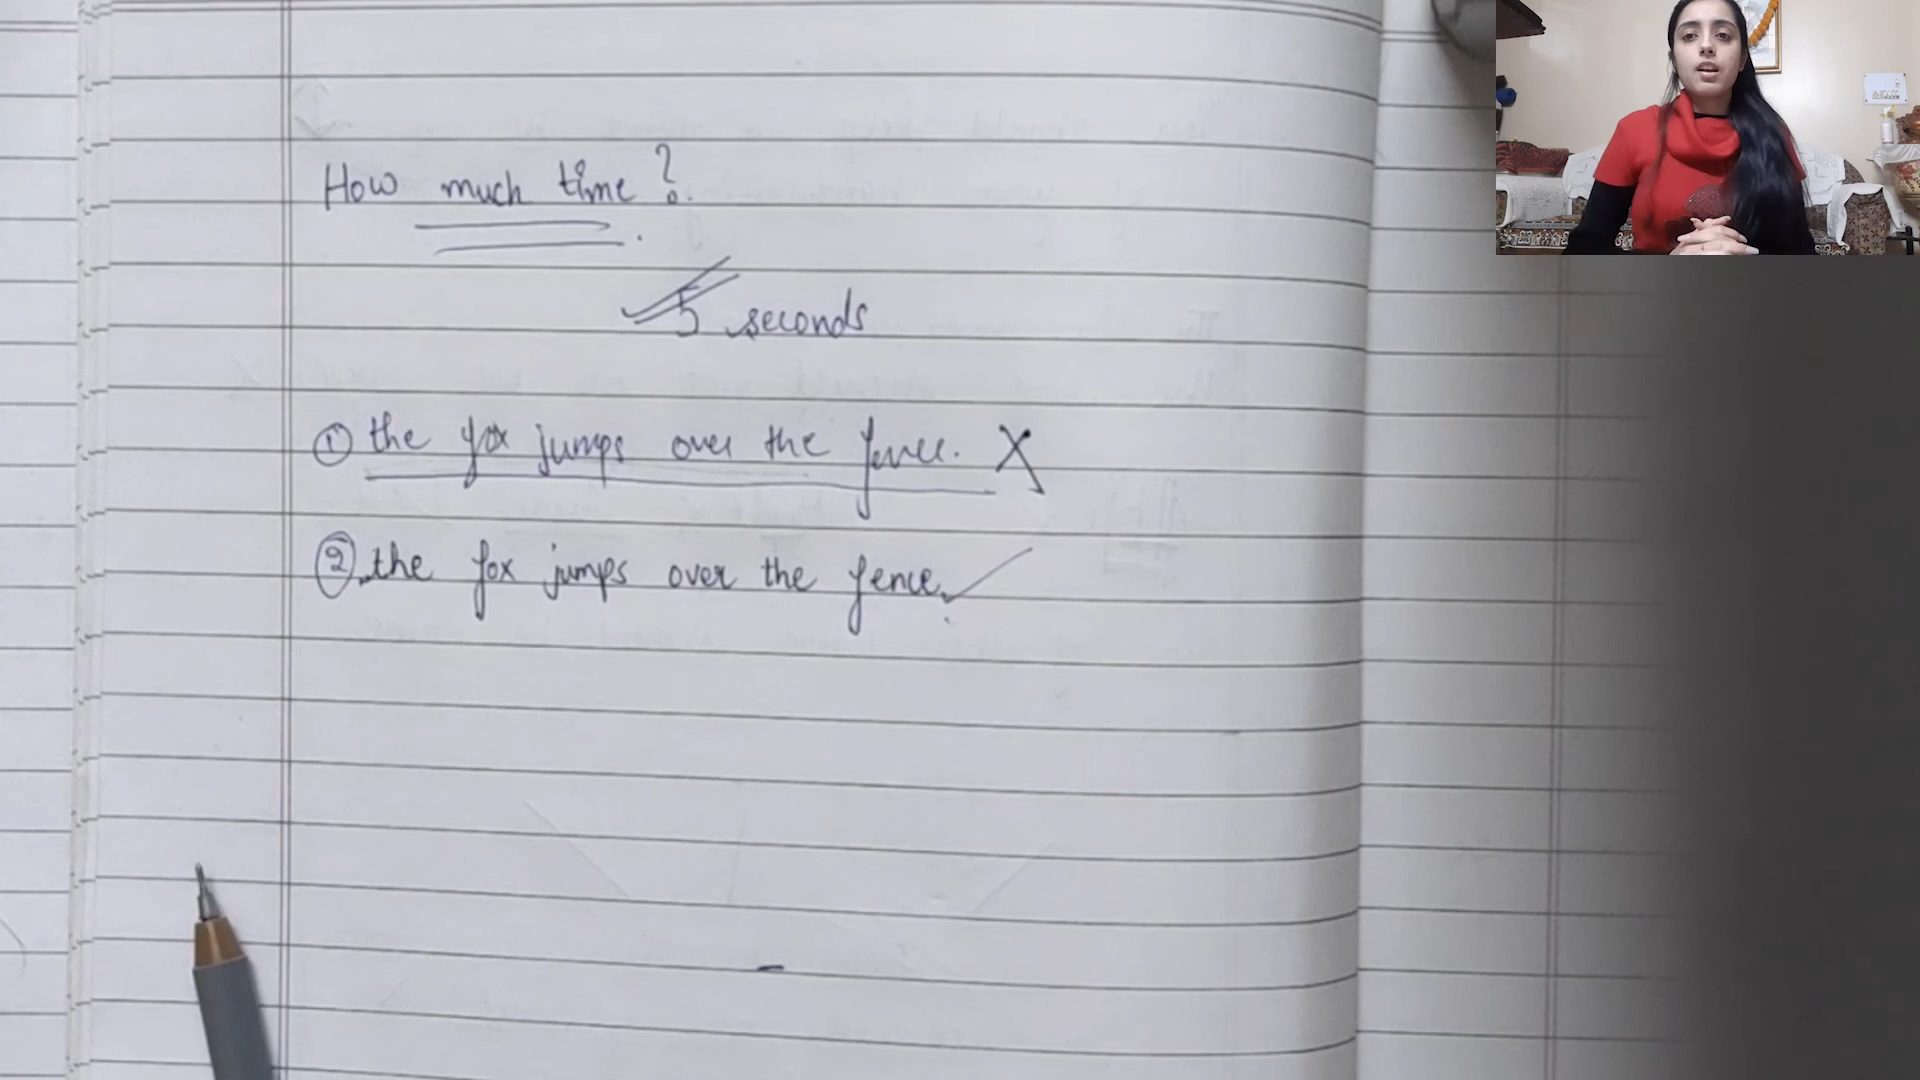 How much time?
5 seconds
① the fox jumps over the fence. X
② the fox jumps over the fence. ✓